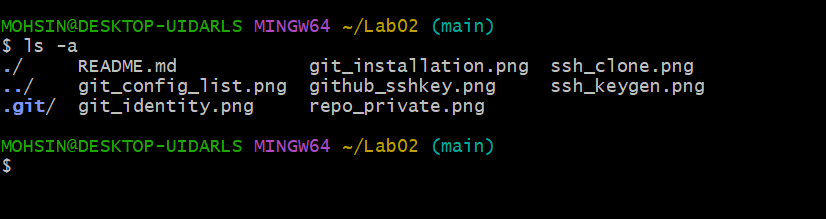 MOHSIN@DESKTOP-UIDARLS MINGW64 ~/Lab02 (main)
$ ls -a
./     README.md             git_installation.png  ssh_clone.png
../    git_config_list.png  github_sshkey.png     ssh_keygen.png
.git/  git_identity.png     repo_private.png
MOHSIN@DESKTOP-UIDARLS MINGW64 ~/Lab02 (main)
$